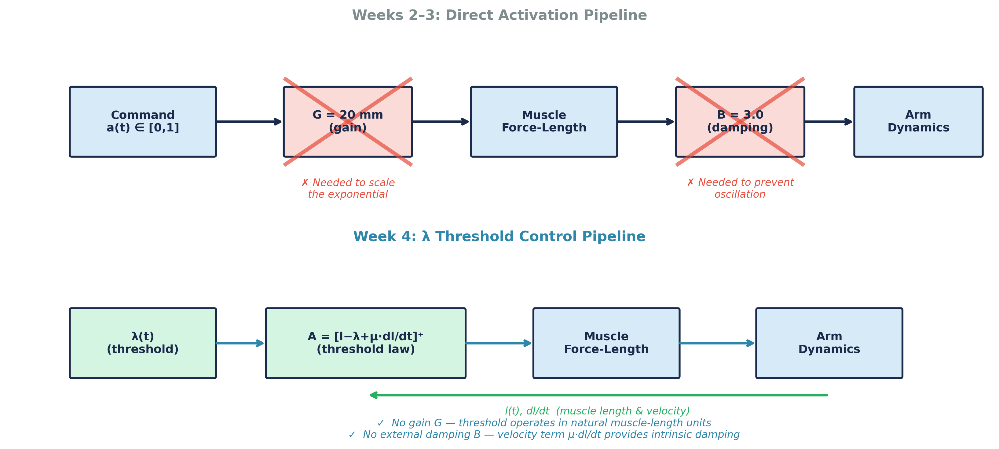 Weeks 2–3: Direct Activation Pipeline
Command
a(t) ∈ [0,1]
G = 20 mm
(gain)
Muscle
Force-Length
B = 3.0
(damping)
Arm
Dynamics
✗ Needed to scale
the exponential
✗ Needed to prevent
oscillation
Week 4: λ Threshold Control Pipeline
λ(t)
(threshold)
A = [l−λ+μ·dl/dt]⁺
(threshold law)
Muscle
Force-Length
Arm
Dynamics
l(t), dl/dt  (muscle length & velocity)
✓  No gain G — threshold operates in natural muscle-length units
✓  No external damping B — velocity term μ·dl/dt provides intrinsic damping